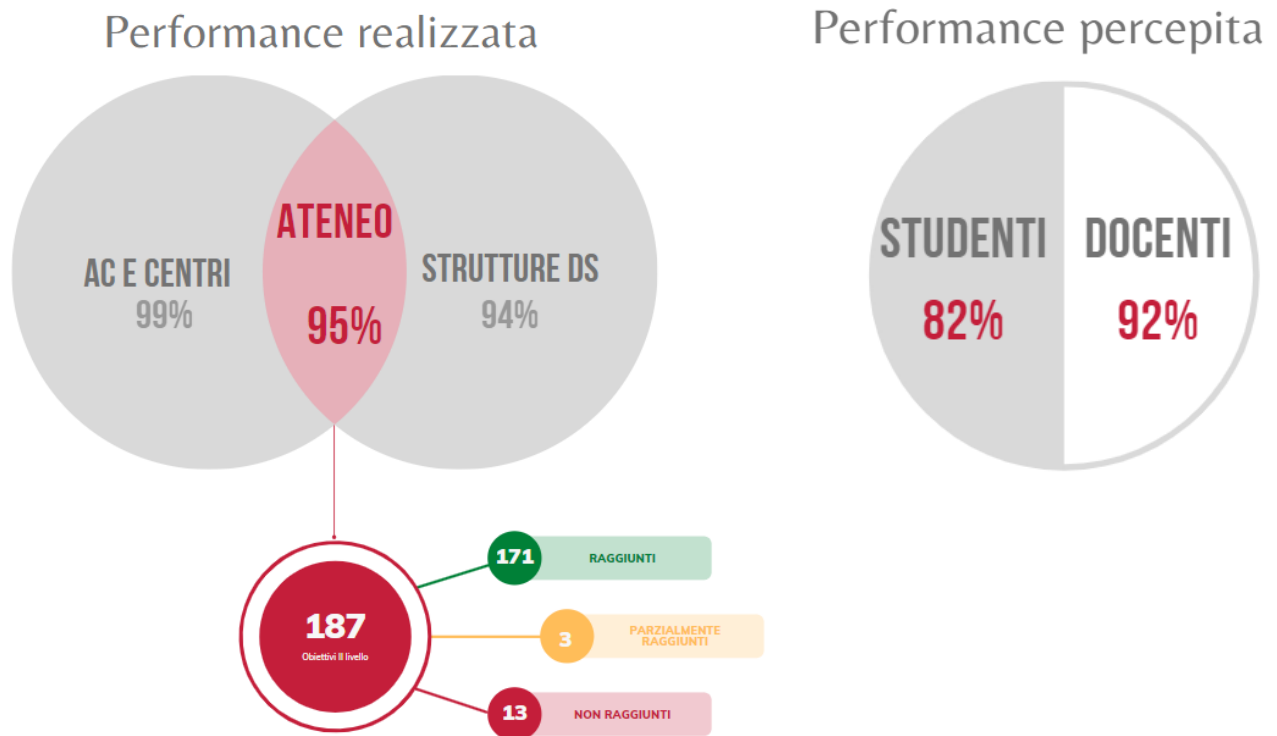 Performance realizzata
AC E CENTRI
99%
ATENEO
95%
STRUTTURE DS
94%
187
Obiettivi II livello
171
RAGGIUNTI
3
PARZIALMENTE
RAGGIUNTI
13
NON RAGGIUNTI
Performance percepita
STUDENTI
82%
DOCENTI
92%